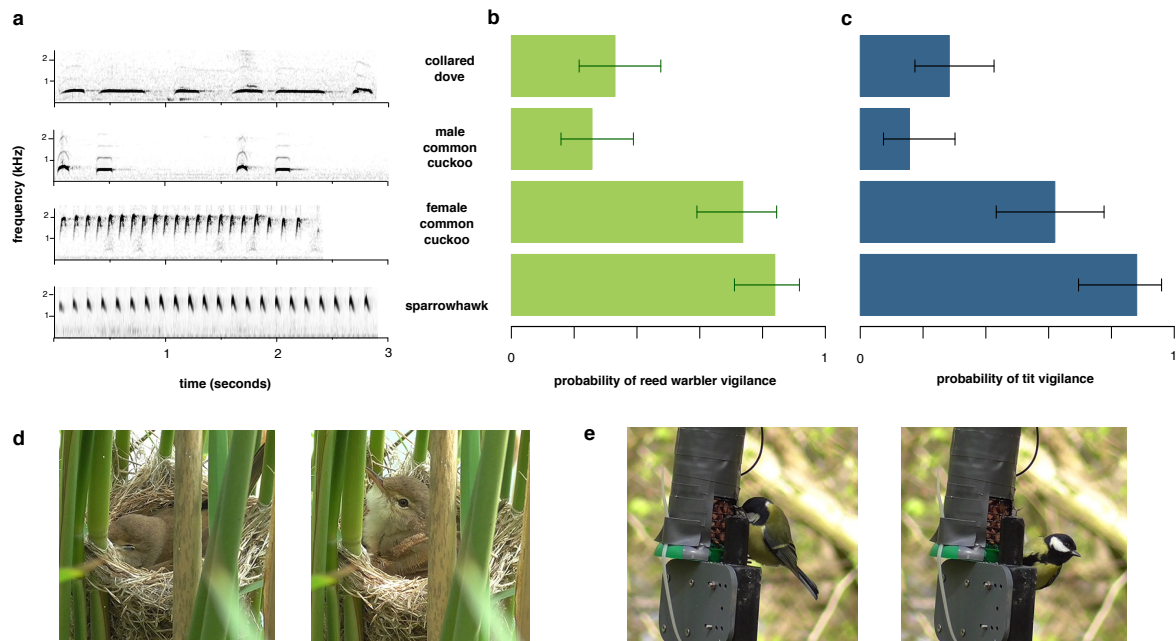 a
frequency (kHz)
2
1
2
1
2
1
2
1
1
2
3
time (seconds)
collared
dove
male
common
cuckoo
female
common
cuckoo
sparrowhawk
b
0
1
probability of reed warbler vigilance
c
0
1
probability of tit vigilance
d
e